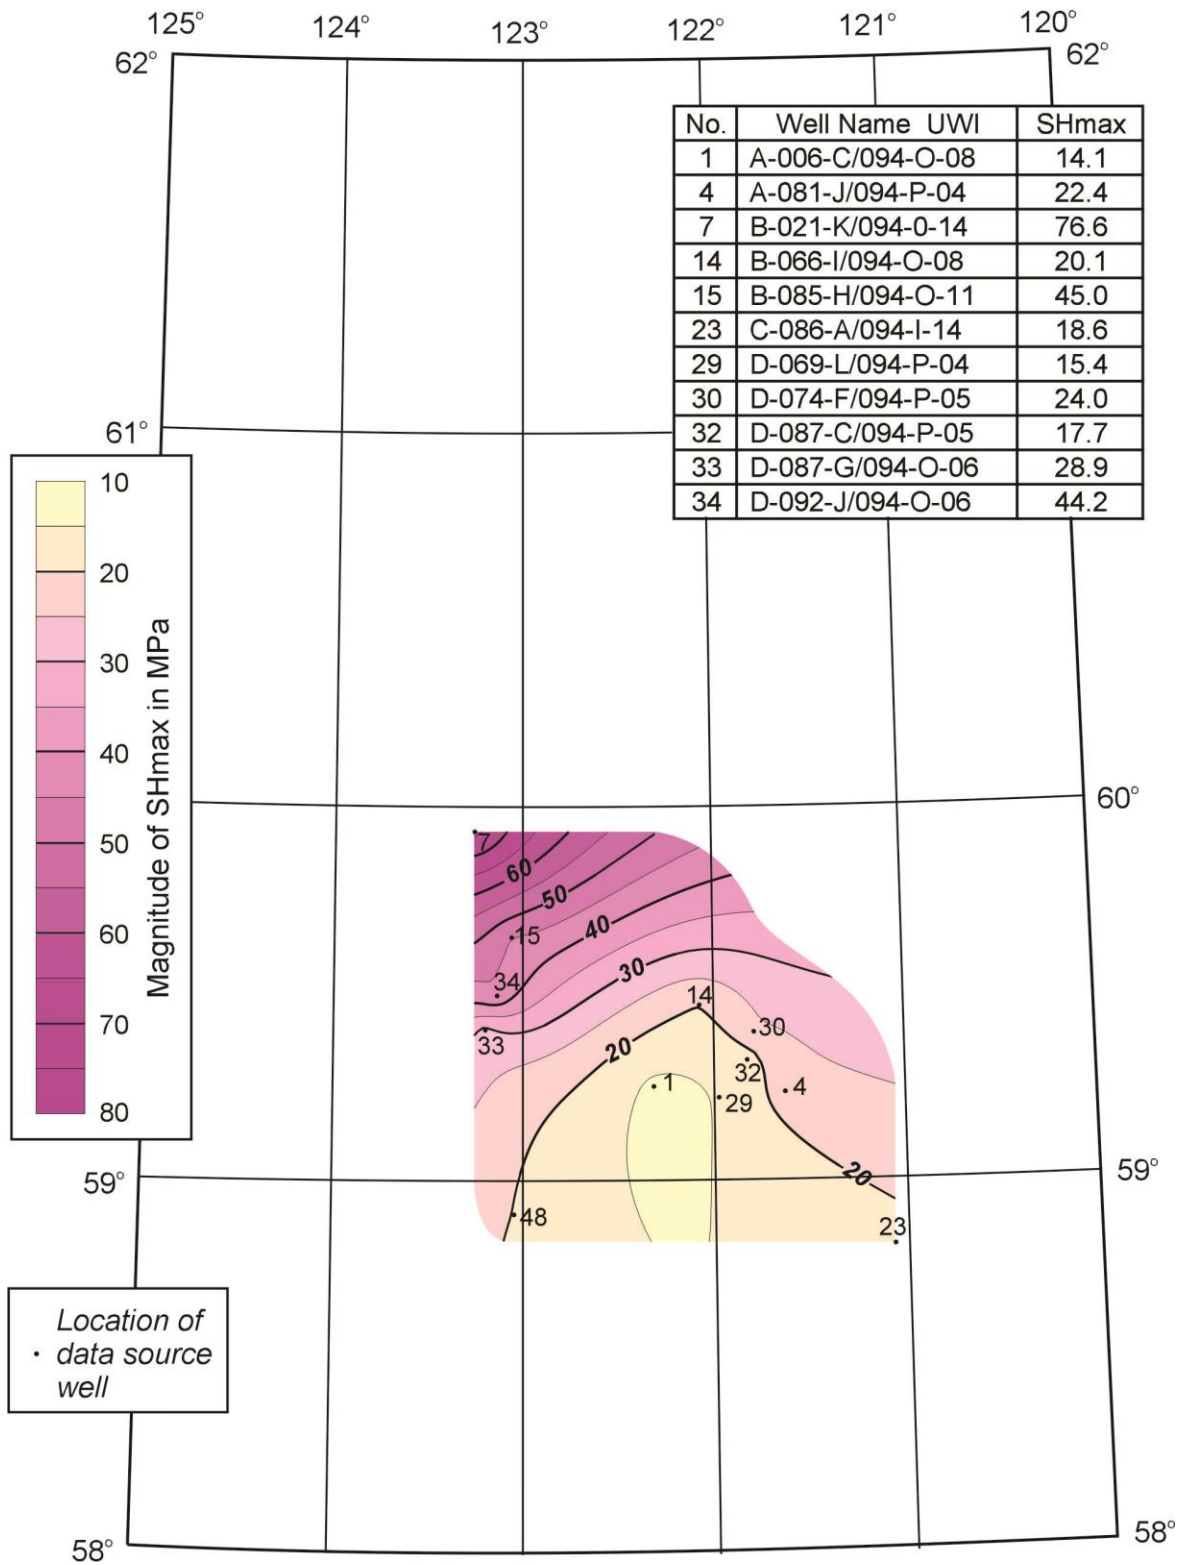 125° 124° 123° 122° 121° 120°
62° 62°
No. Well Name UWI SHmax
1 A-006-C/094-O-08 14.1
4 A-081-J/094-P-04 22.4
7 B-021-K/094-0-14 76.6
14 B-066-I/094-O-08 20.1
15 B-085-H/094-O-11 45.0
23 C-086-A/094-I-14 18.6
29 D-069-L/094-P-04 15.4
30 D-074-F/094-P-05 24.0
32 D-087-C/094-P-05 17.7
33 D-087-G/094-O-06 28.9
34 D-092-J/094-O-06 44.2
61°
10
20
30
40
50
60
70
80
Magnitude of SHmax in MPa
60°
7
60
50
15
40
34
30
14
33
30
20
32
1
4
29
59° 59°
20
48
23
Location of
data source
well
58° 58°